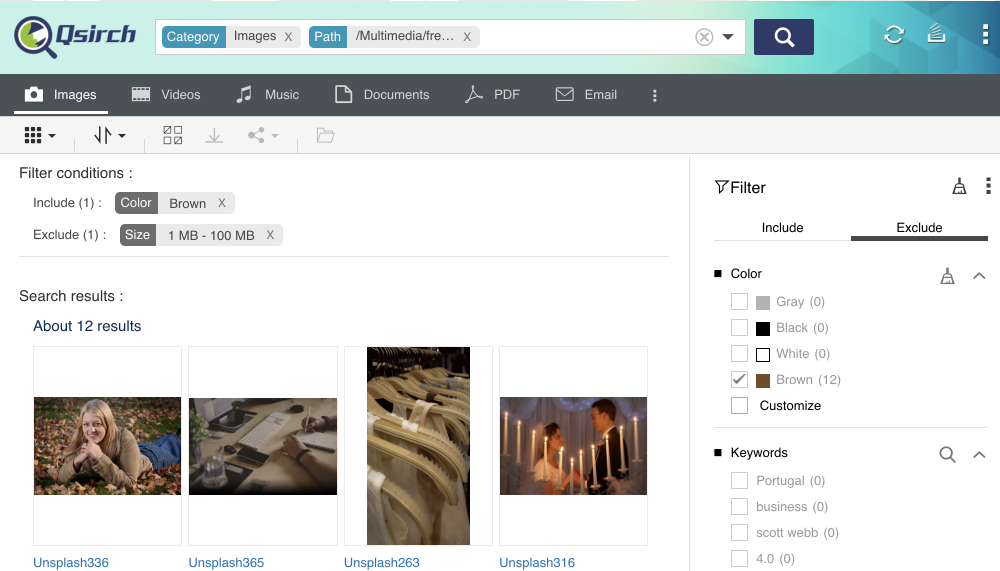 Qsirch
Category Images X Path /Multimedia/fre... X
Images Videos Music Documents PDF Email
Filter conditions :
Include (1) : Color Brown X
Exclude (1) : Size 1 MB - 100 MB X
Search results :
About 12 results
Unsplash336 Unsplash365 Unsplash263 Unsplash316
Filter
Include Exclude
Color
Gray (0)
Black (0)
White (0)
Brown (12)
Customize
Keywords
Portugal (0)
business (0)
scott webb (0)
4.0 (0)